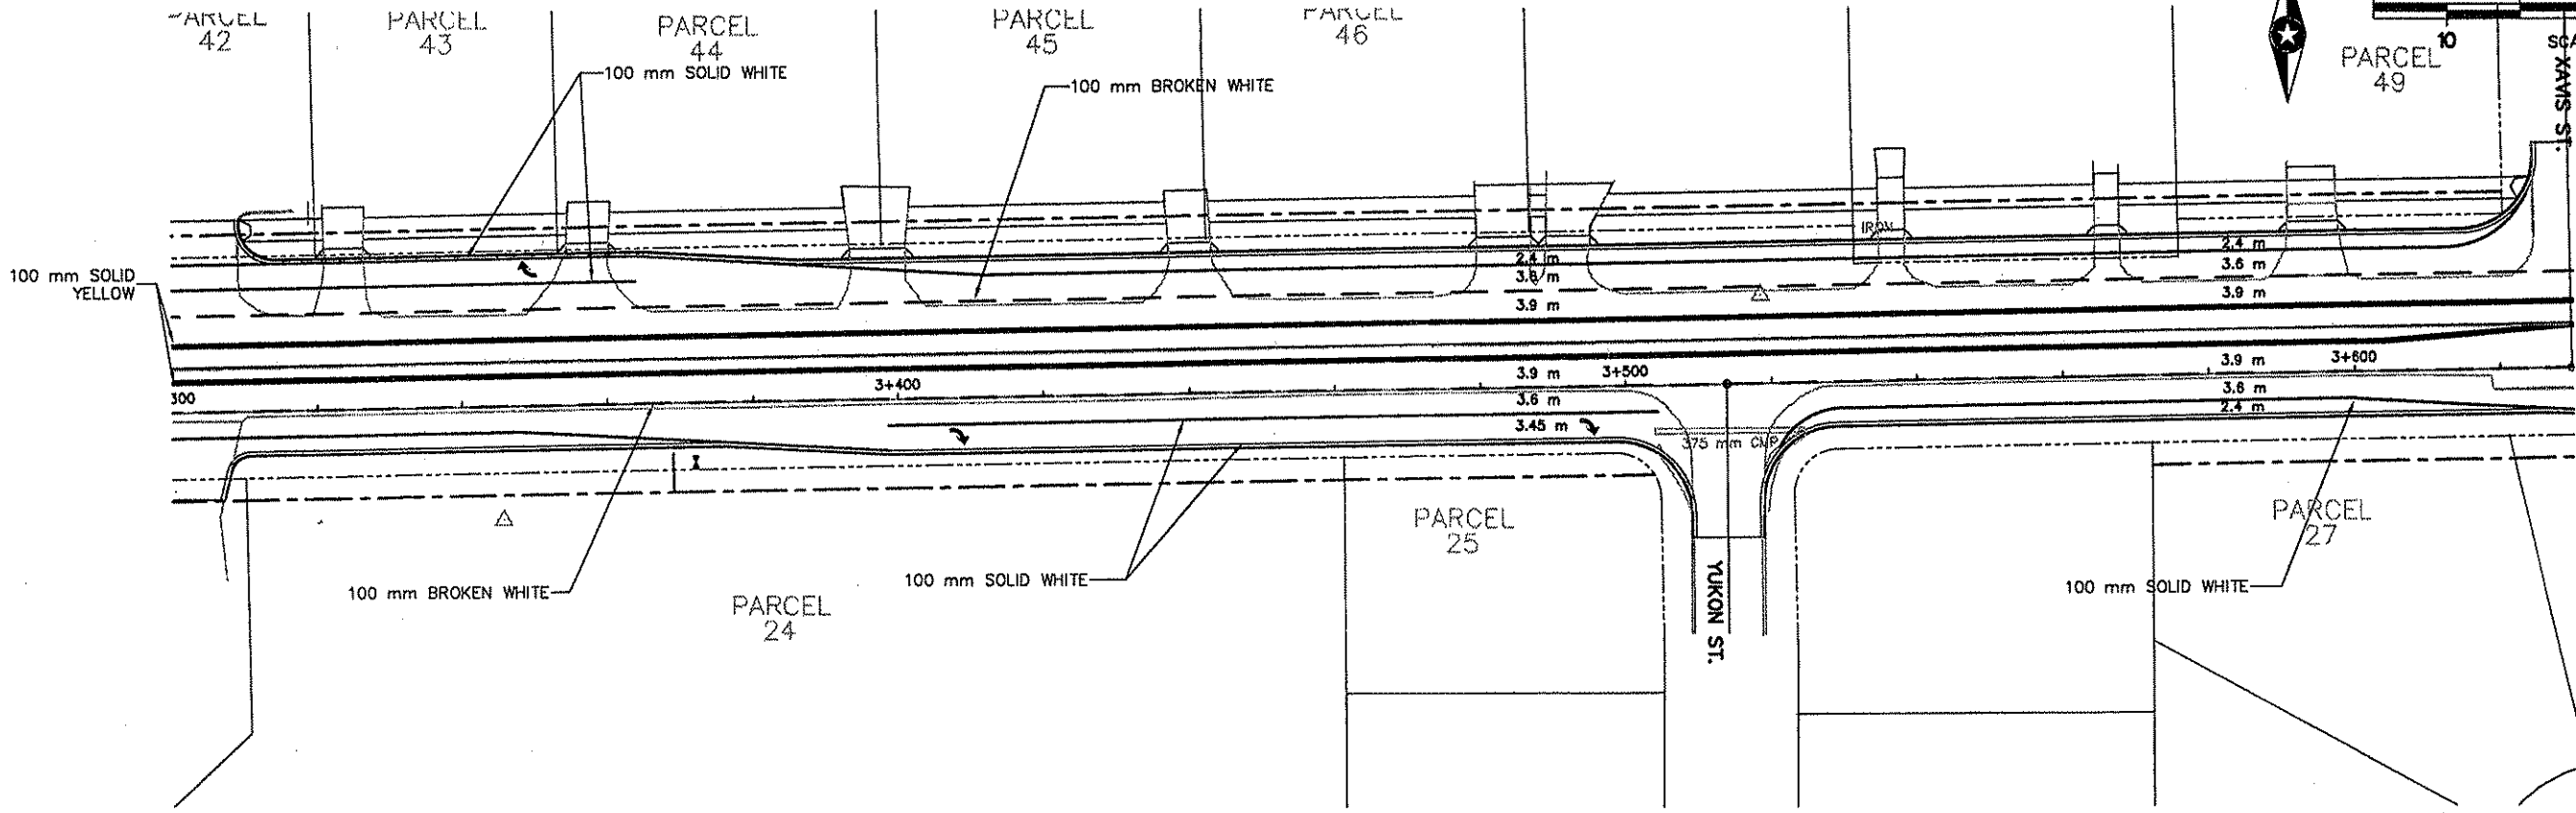 PARCEL
42
PARCEL
43
PARCEL
44
PARCEL
45
PARCEL
46
PARCEL
49
10
100 mm SOLID WHITE
100 mm BROKEN WHITE
100 mm SOLID
YELLOW
2.4 m
3.6 m
3.9 m
2.4 m
3.6 m
3.9 m
300
3+400
3+500
3+600
3.9 m
3.6 m
3.45 m
3.9 m
3.6 m
2.4 m
375 mm CMP
100 mm BROKEN WHITE
100 mm SOLID WHITE
100 mm SOLID WHITE
PARCEL
24
PARCEL
25
PARCEL
27
YUKON ST.